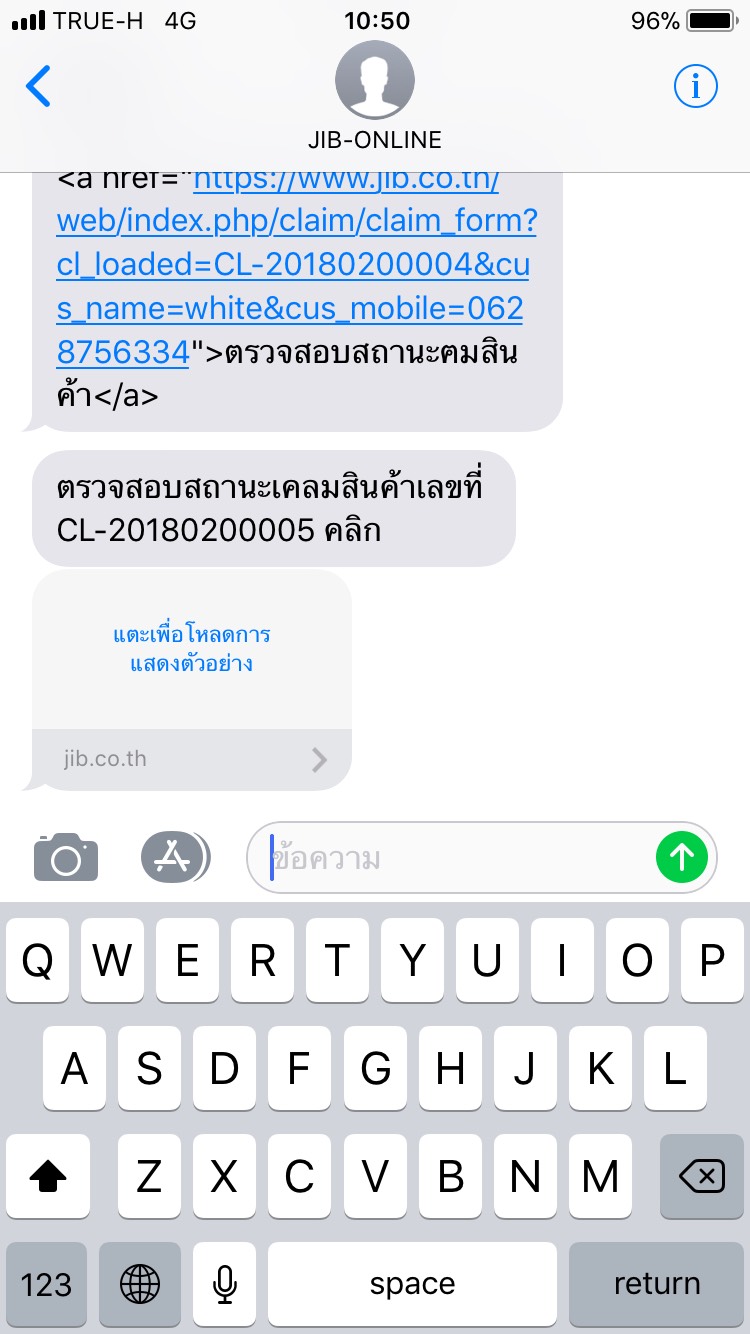 TRUE-H 4G 10:50 96%
JIB-ONLINE
<a href="https://www.jib.co.th/
web/index.php/claim/claim_form?
cl_loaded=CL-20180200004&cu
s_name=white&cus_mobile=062
8756334">ตรวจสอบสถานะฅมสิน
ค้า</a>
ตรวจสอบสถานะเคลมสินค้าเลขที่
CL-20180200005 คลิก
แตะเพื่อโหลดการ
แสดงตัวอย่าง
jib.co.th
ข้อความ
Q W E R T Y U I O P
A S D F G H J K L
Z X C V B N M
123 space return